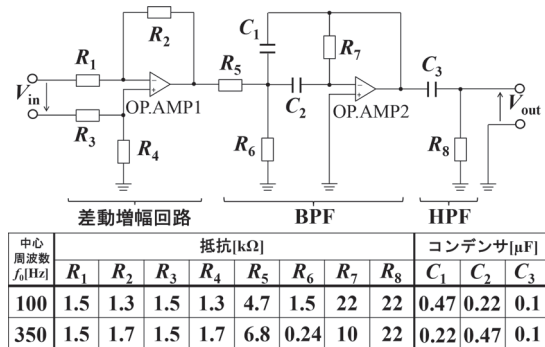 R1
R2
R3
R4
Vin
OP.AMP1
R5
R6
C1
C2
R7
OP.AMP2
C3
R8
Vout
差動増幅回路 BPF HPF
中心周波数 f0[Hz] 抵抗[kΩ] コンデンサ[µF]
R1 R2 R3 R4 R5 R6 R7 R8 C1 C2 C3
100 1.5 1.3 1.5 1.3 4.7 1.5 22 22 0.47 0.22 0.1
350 1.5 1.7 1.5 1.7 6.8 0.24 10 22 0.22 0.47 0.1